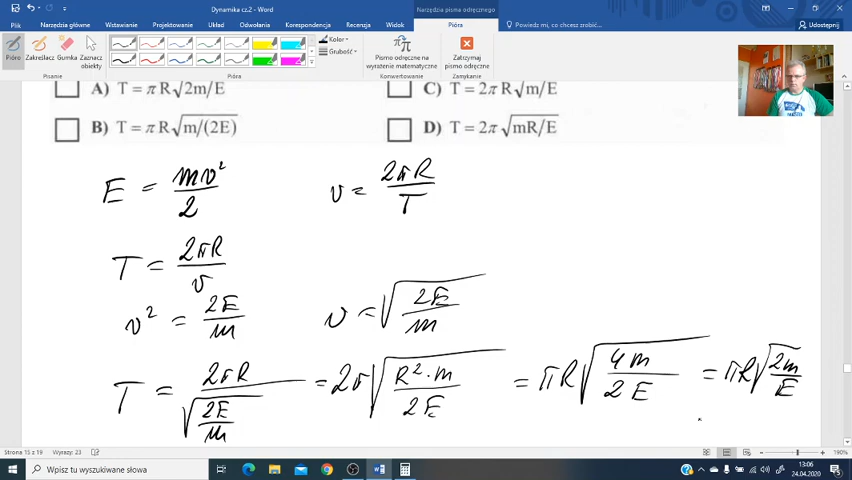 Dynamika cz.2 - Word
Narzędzia pisma odręcznego
Plik Narzędzia główne Wstawianie Projektowanie Układ Odwołania Korespondencja Recenzja Widok Pióra Powiedz mi, co chcesz zrobić... Udostępnij
Pióro Zakreślacz Gumka Zaznacz obiekty
Kolor
Grubość
Pismo odręczne na wyrażenie matematyczne
Zatrzymaj pismo odręczne
Pisanie Pióra Konwertowanie Zamykanie
A) T = π R√2m/E C) T = 2π R√m/E
B) T = π R√m/(2E) D) T = 2π √mR/E
E = mv²/2 v = 2πR/T
T = 2πR/v
v² = 2E/m v = √(2E/m)
T = 2πR/√(2E/m) = 2π√(R²·m/2E) = πR√(4m/2E) = πR√(2m/E)
Strona 15 z 19 Wyrazy: 23 190%
Wpisz tu wyszukiwane słowa 13:06
24.04.2020